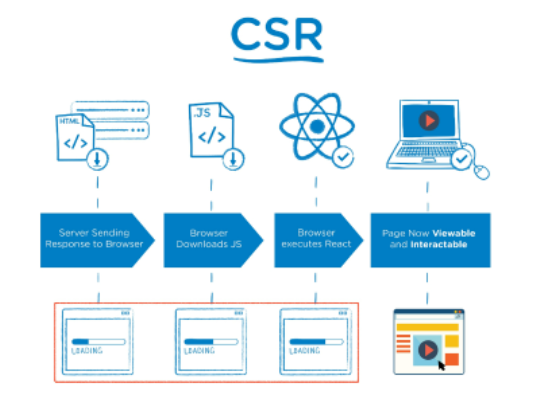 CSR
HTML
</>
.JS
</>
Server Sending
Response to Browser
Browser
Downloads JS
Browser
executes React
Page Now Viewable
and Interactable
LOADING
LOADING
LOADING